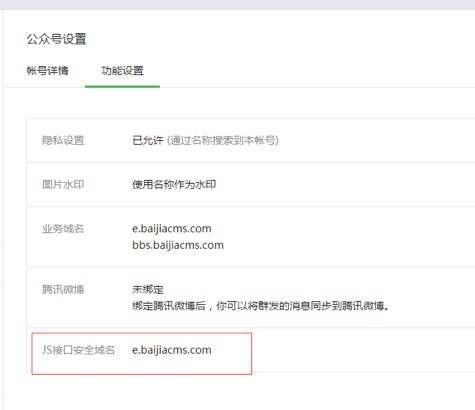 公众号设置
帐号详情 功能设置
隐私设置 已允许 (通过名称搜索到本帐号)
图片水印 使用名称作为水印
业务域名 e.baijiacms.com
bbs.baijiacms.com
腾讯微博 未绑定
绑定腾讯微博后，你可以将群发的消息同步到腾讯微博。
JS接口安全域名 e.baijiacms.com